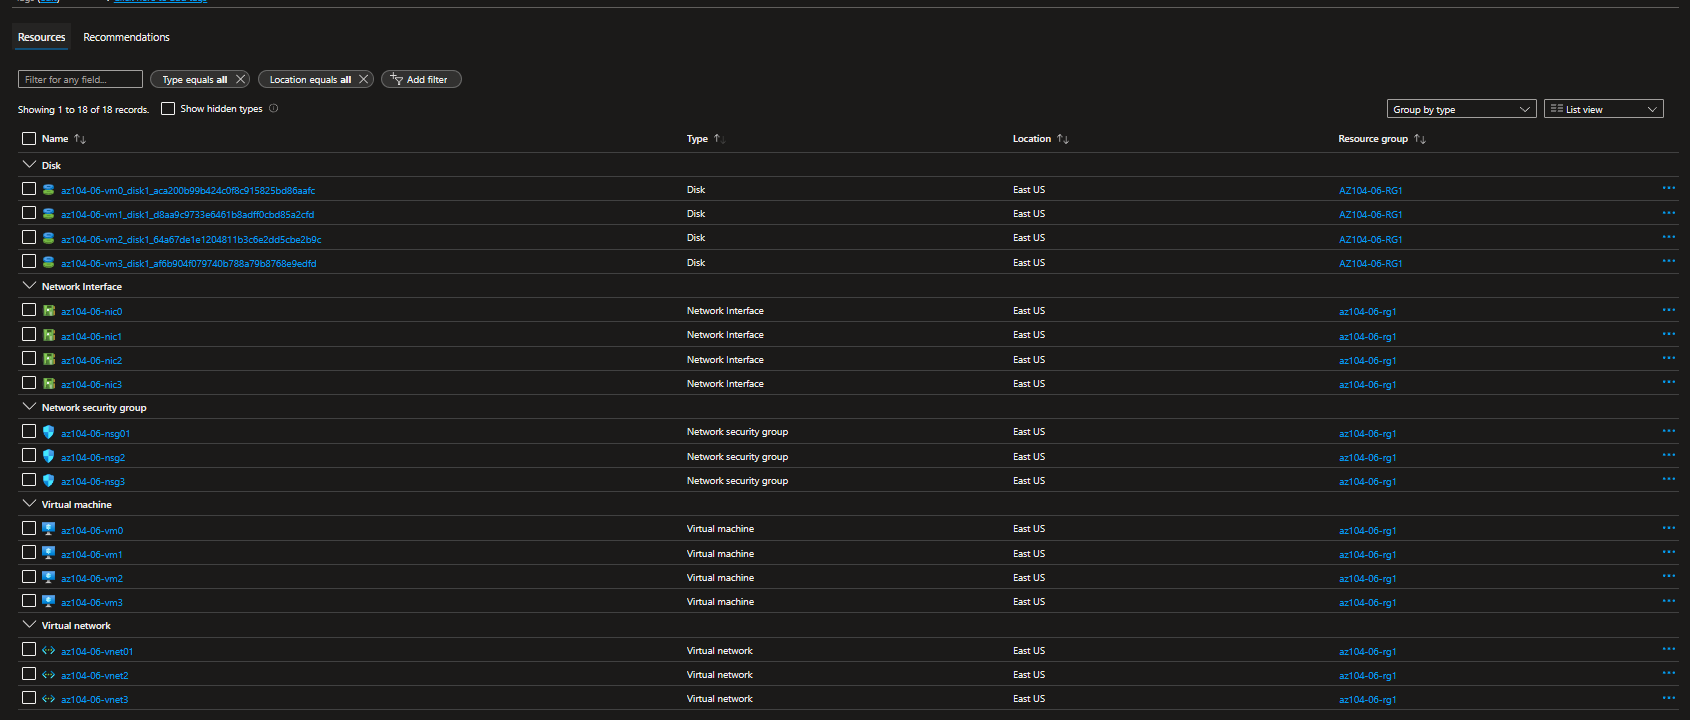 Resources Recommendations
Filter for any field... Type equals all Location equals all Add filter
Showing 1 to 18 of 18 records. Show hidden types Group by type List view
Name Type Location Resource group
Disk
az104-06-vm0_disk1_aca200b99b424c0f8c915825bd86aafc Disk East US AZ104-06-RG1
az104-06-vm1_disk1_d8aa9c9733e6461b8adff0cbd85a2cfd Disk East US AZ104-06-RG1
az104-06-vm2_disk1_64a67de1e1204811b3c6e2dd5cbe2b9c Disk East US AZ104-06-RG1
az104-06-vm3_disk1_af6b904f079740b788a79b8768e9edfd Disk East US AZ104-06-RG1
Network Interface
az104-06-nic0 Network Interface East US az104-06-rg1
az104-06-nic1 Network Interface East US az104-06-rg1
az104-06-nic2 Network Interface East US az104-06-rg1
az104-06-nic3 Network Interface East US az104-06-rg1
Network security group
az104-06-nsg01 Network security group East US az104-06-rg1
az104-06-nsg2 Network security group East US az104-06-rg1
az104-06-nsg3 Network security group East US az104-06-rg1
Virtual machine
az104-06-vm0 Virtual machine East US az104-06-rg1
az104-06-vm1 Virtual machine East US az104-06-rg1
az104-06-vm2 Virtual machine East US az104-06-rg1
az104-06-vm3 Virtual machine East US az104-06-rg1
Virtual network
az104-06-vnet01 Virtual network East US az104-06-rg1
az104-06-vnet2 Virtual network East US az104-06-rg1
az104-06-vnet3 Virtual network East US az104-06-rg1